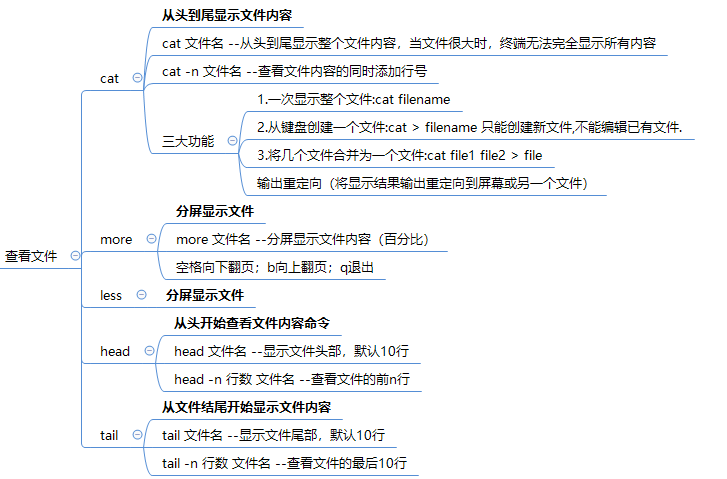 查看文件
cat
从头到尾显示文件内容
cat 文件名 --从头到尾显示整个文件内容，当文件很大时，终端无法完全显示所有内容
cat -n 文件名 --查看文件内容的同时添加行号
三大功能
1.一次显示整个文件:cat filename
2.从键盘创建一个文件:cat > filename 只能创建新文件,不能编辑已有文件.
3.将几个文件合并为一个文件:cat file1 file2 > file
输出重定向（将显示结果输出重定向到屏幕或另一个文件）
more
分屏显示文件
more 文件名 --分屏显示文件内容（百分比）
空格向下翻页；b向上翻页；q退出
less
分屏显示文件
head
从头开始查看文件内容命令
head 文件名 --显示文件头部，默认10行
head -n 行数 文件名 --查看文件的前n行
tail
从文件结尾开始显示文件内容
tail 文件名 --显示文件尾部，默认10行
tail -n 行数 文件名 --查看文件的最后10行